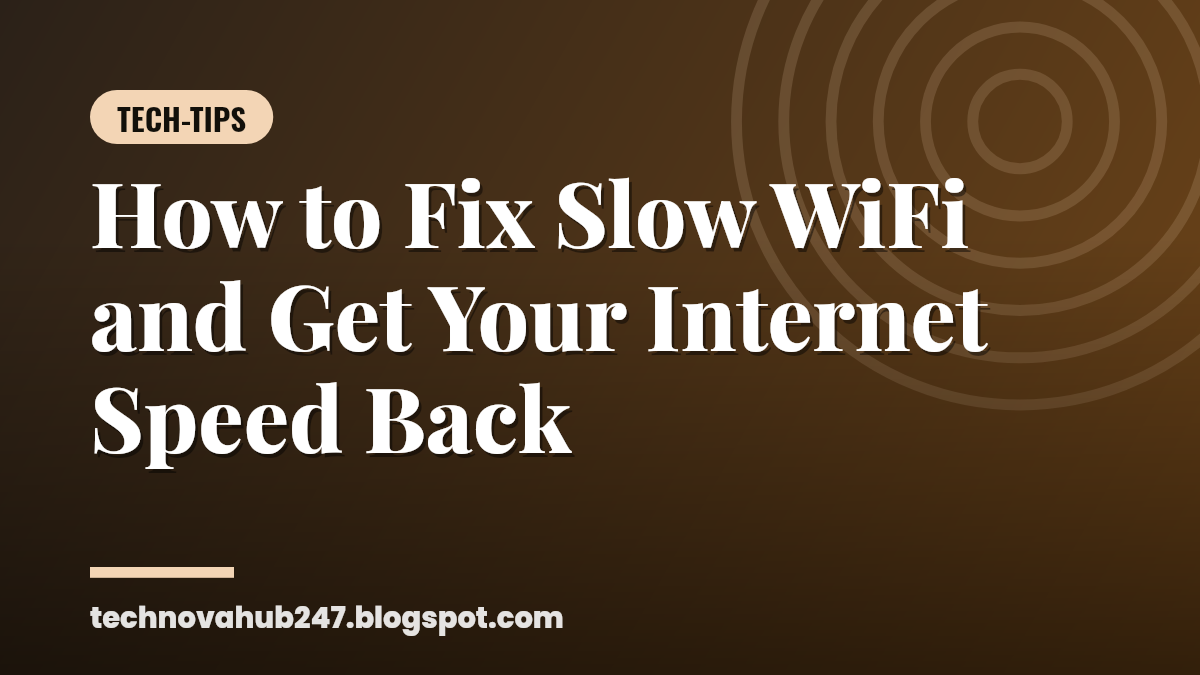 TECH-TIPS
How to Fix Slow WiFi
and Get Your Internet
Speed Back
technovahub247.blogspot.com